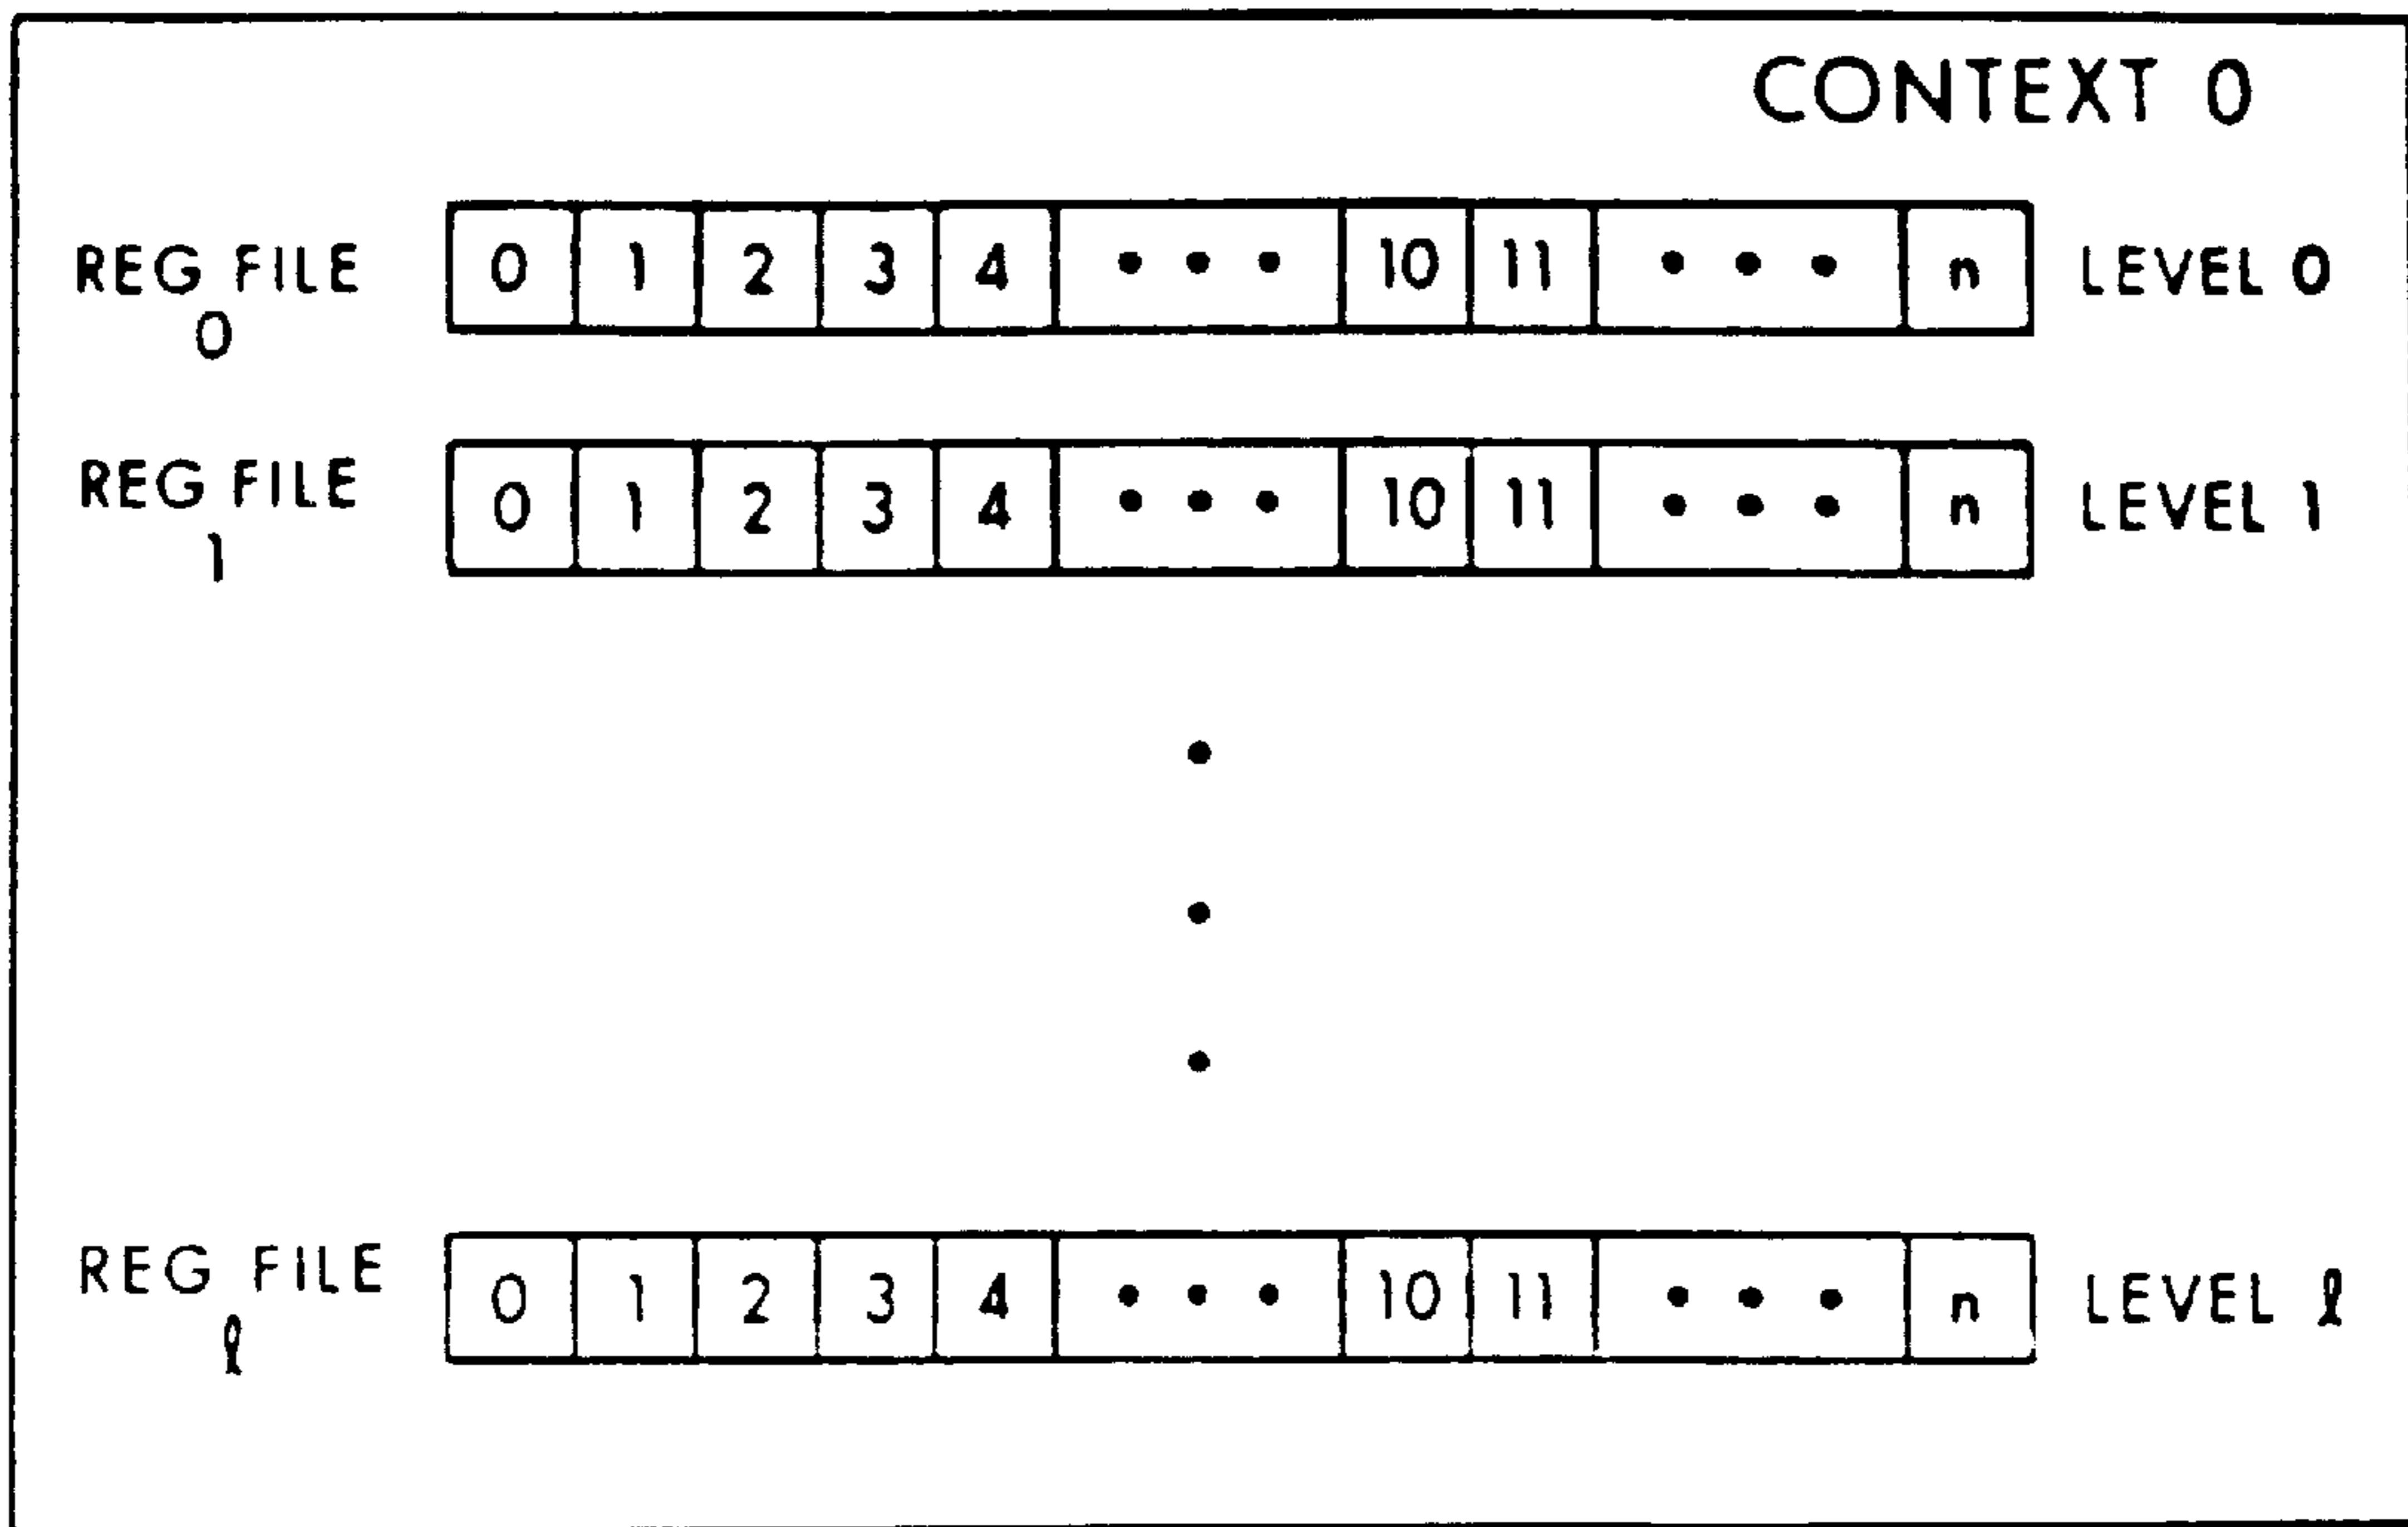 CONTEXT 0
REG FILE 0 1 2 3 4 • • • 10 11 • • • n LEVEL 0
0
REG FILE 0 1 2 3 4 • • • 10 11 • • • n LEVEL 1
1
•
•
•
REG FILE 0 1 2 3 4 • • • 10 11 • • • n LEVEL ℓ
ℓ